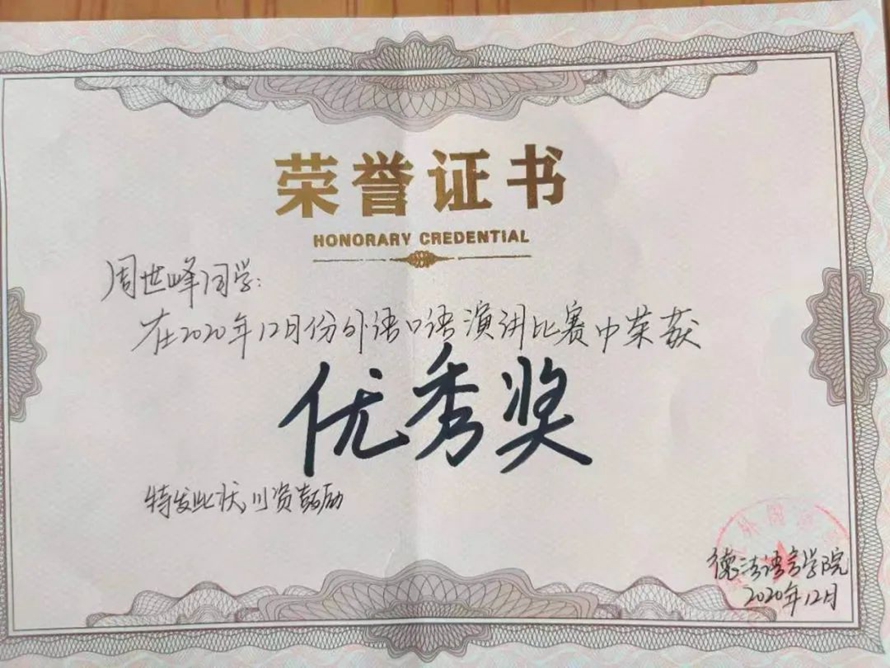 荣誉证书
HONORARY CREDENTIAL
周世峰同学:
在2020年12月份外语口语演讲比赛中荣获
优秀奖
特发此状以资鼓励
德法语言学院
2020年12月